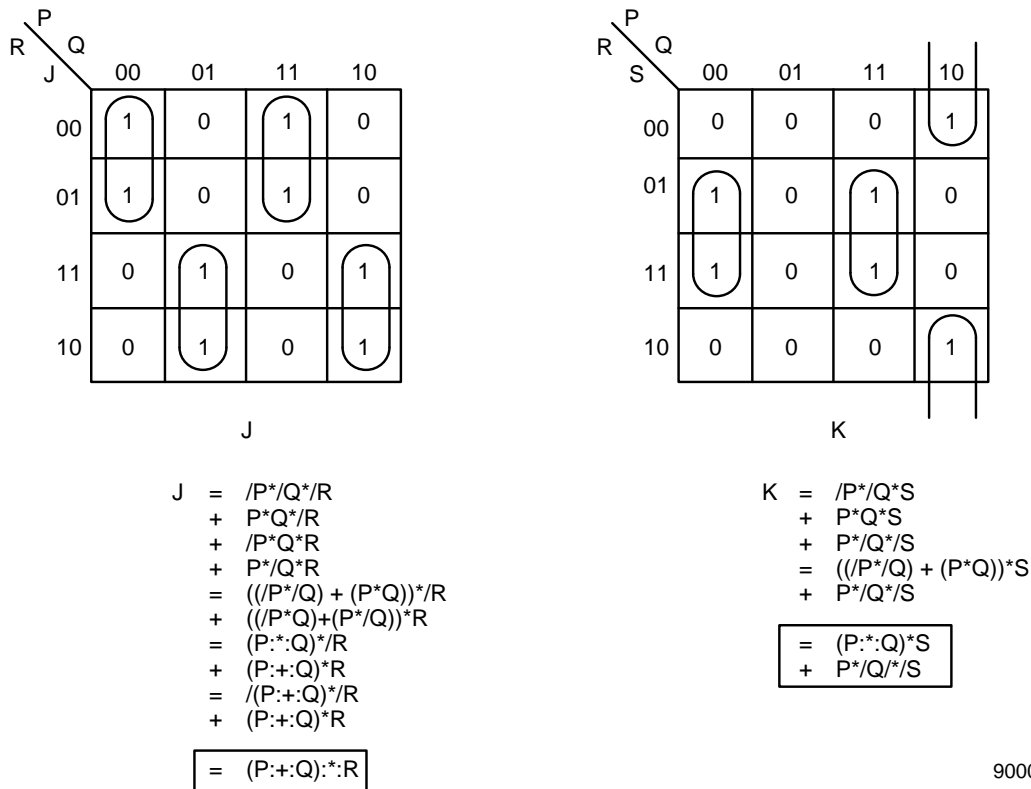 P
R Q
J 00 01 11 10
00 1 0 1 0
01 1 0 1 0
11 0 1 0 1
10 0 1 0 1
J
J = /P*/Q*/R
+ P*Q*/R
+ /P*Q*R
+ P*/Q*R
= ((/P*/Q) + (P*Q))*/R
+ ((/P*Q)+(P*/Q))*R
= (P:*:Q)*/R
+ (P:+:Q)*R
= /(P:+:Q)*/R
+ (P:+:Q)*R
= (P:+:Q):*:R
P
R Q
S 00 01 11 10
00 0 0 0 1
01 1 0 1 0
11 1 0 1 0
10 0 0 0 1
K
K = /P*/Q*S
+ P*Q*S
+ P*/Q*/S
= ((/P*/Q) + (P*Q))*S
+ P*/Q*/S
= (P:*:Q)*S
+ P*/Q/*/S
9000